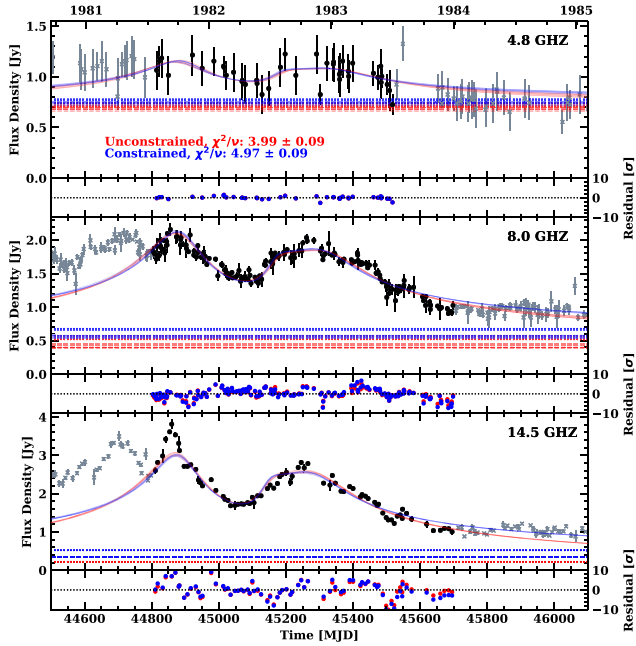 1981 1982 1983 1984 1985
1.5
1.0
0.5
0.0
Flux Density [Jy]
4.8 GHZ
Unconstrained, χ²/ν: 3.99 ± 0.09
Constrained, χ²/ν: 4.97 ± 0.09
10
0
−10
Residual [σ]
2.0
1.5
1.0
0.5
0.0
Flux Density [Jy]
8.0 GHZ
10
0
−10
Residual [σ]
4
3
2
1
0
Flux Density [Jy]
14.5 GHZ
10
0
−10
Residual [σ]
44600 44800 45000 45200 45400 45600 45800 46000
Time [MJD]